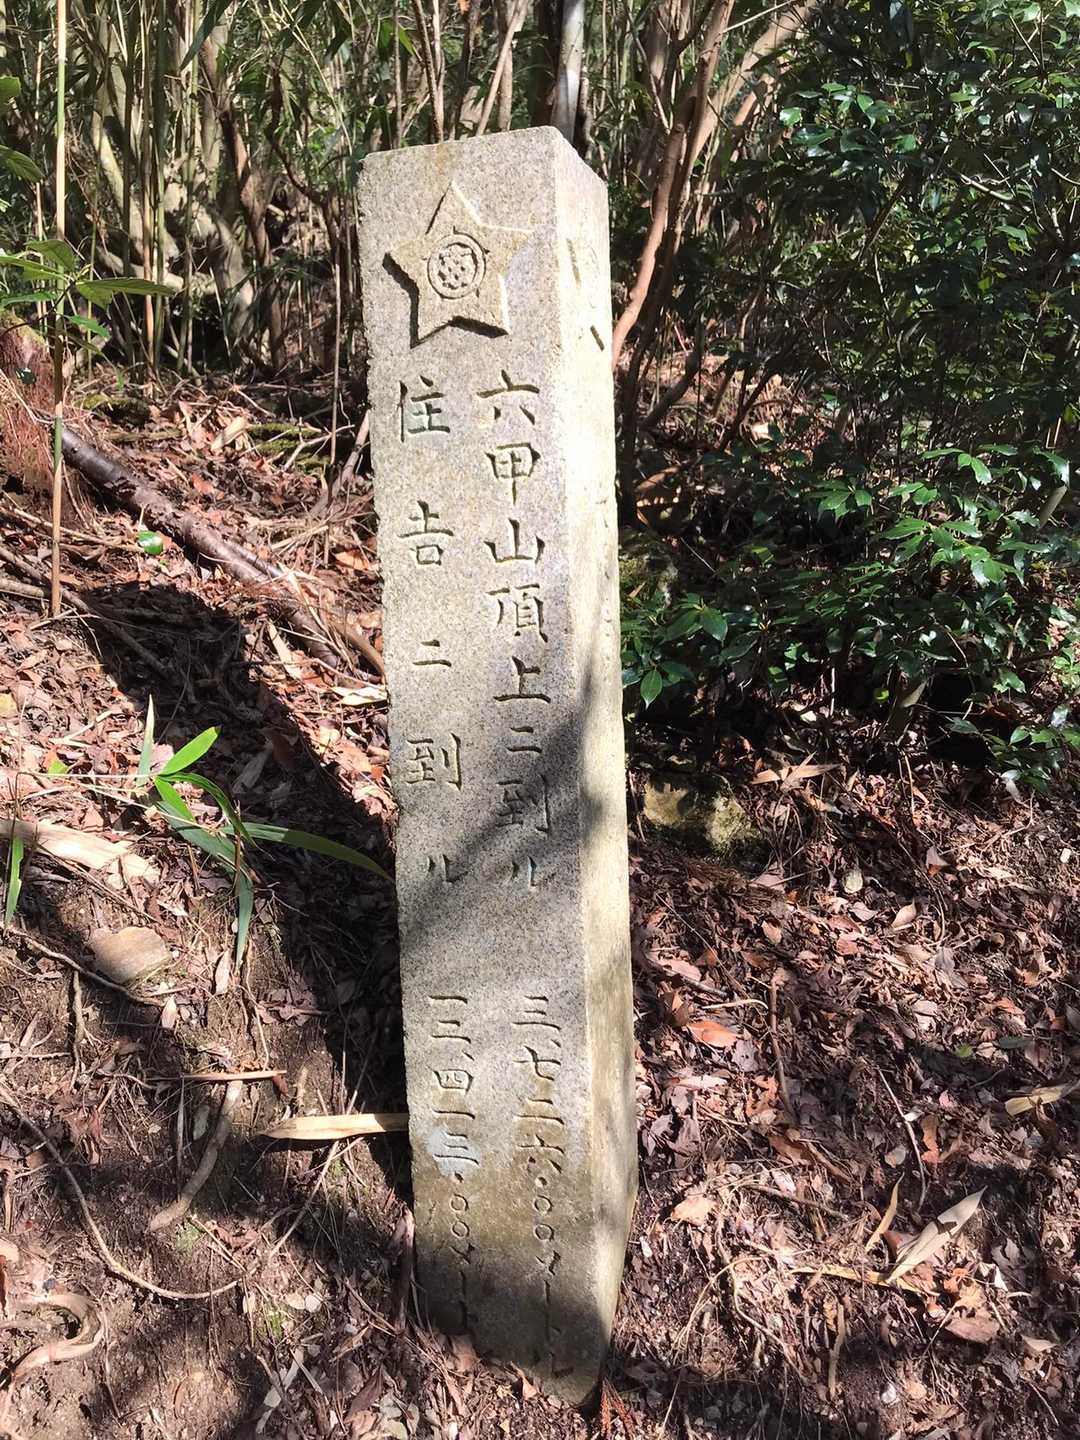 六甲山頂上ニ到ル 三、七二六・〇〇メートル
住吉ニ到ル 一三、四二三・〇〇メート